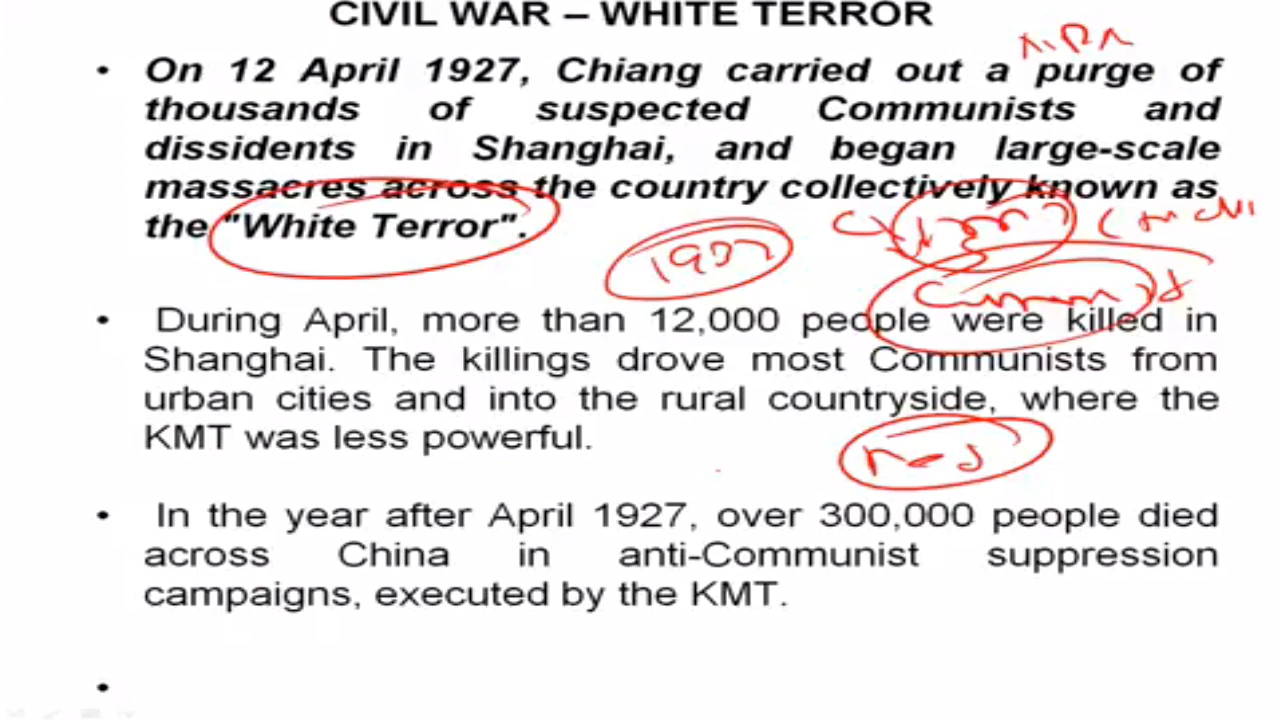 CIVIL WAR – WHITE TERROR
• On 12 April 1927, Chiang carried out a purge of
thousands of suspected Communists and
dissidents in Shanghai, and began large-scale
massacres across the country collectively known as
the "White Terror".
1937
• During April, more than 12,000 people were killed in
Shanghai. The killings drove most Communists from
urban cities and into the rural countryside, where the
KMT was less powerful.
• In the year after April 1927, over 300,000 people died
across China in anti-Communist suppression
campaigns, executed by the KMT.
•